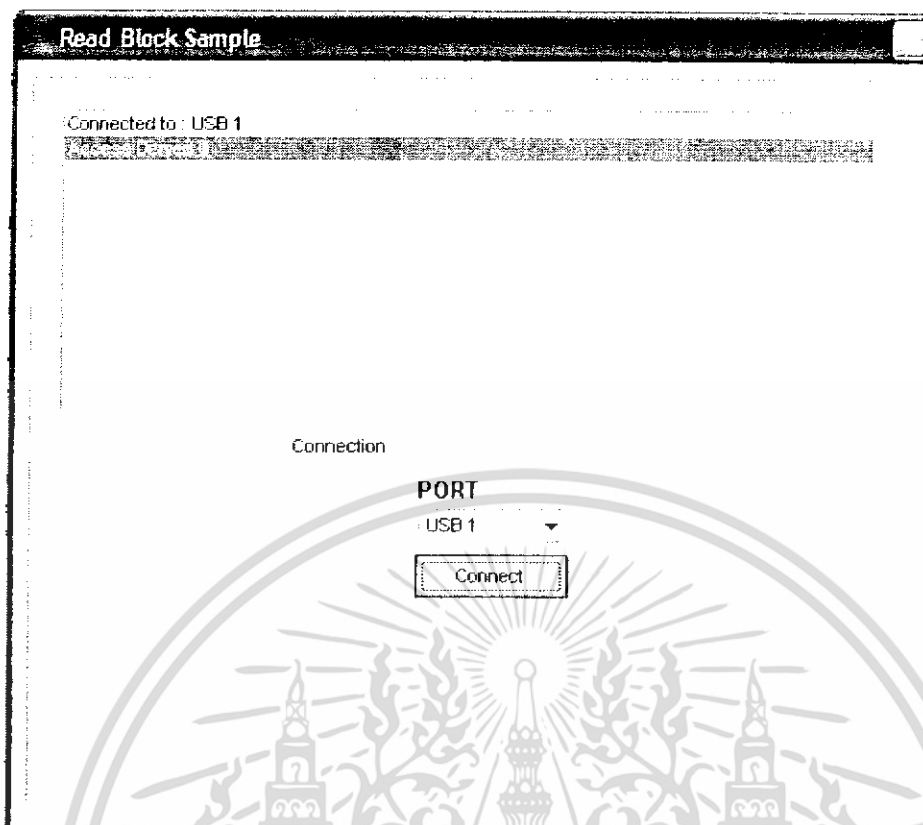 Read Block Sample
Connected to : USB 1
Connection
PORT
USB 1
Connect